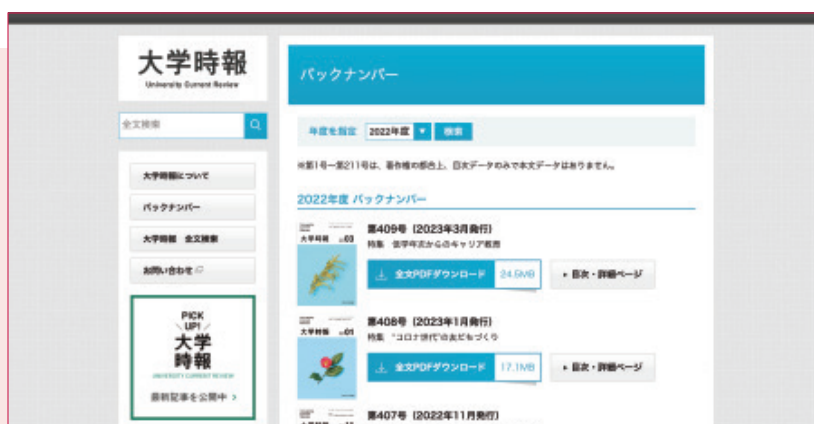 大学時報
University Current Review
全文検索
大学時報について
バックナンバー
大学時報 全文検索
お問い合わせ
PICK
UP!
大学
時報
UNIVERSITY CURRENT REVIEW
最新記事を公開中
バックナンバー
年度を指定 2022年度 検索
※第1号〜第211号は、著作権の都合上、目次データのみで本文データはありません。
2022年度 バックナンバー
大学時報 03
第409号（2023年3月発行）
特集 低学年次からのキャリア教育
全文PDFダウンロード 24.5MB 目次・詳細ページ
大学時報 01
第408号（2023年1月発行）
特集 “コロナ世代”の友だちづくり
全文PDFダウンロード 17.1MB 目次・詳細ページ
第407号（2022年11月発行）